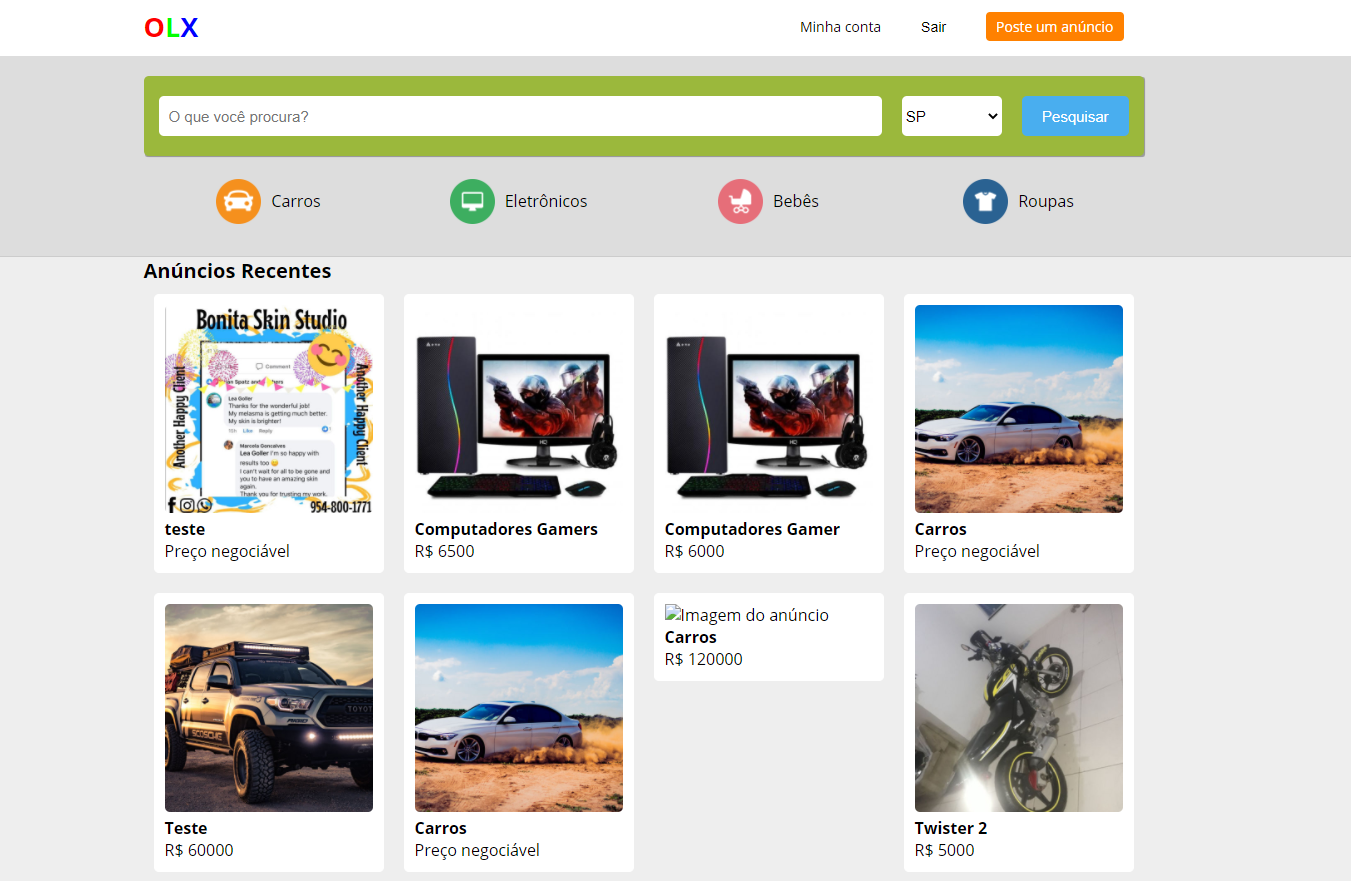 OLX
Minha conta
Sair
Poste um anúncio
O que você procura?
SP
Pesquisar
Carros
Eletrônicos
Bebês
Roupas
Anúncios Recentes
Bonita Skin Studio
Comment
Another Happy Client
Another Happy Client
Lea Goller
Thanks for the wonderful job!
My melasma is getting much better.
My skin is brighter!
Like Reply
Marcela Goncalves
Lea Goller I'm so happy with
results too 😊
I can't wait for all to be gone and
you to have an amazing skin
again.
Thank you for trusting my work.
954-800-1771
teste
Preço negociável
Computadores Gamers
R$ 6500
Computadores Gamer
R$ 6000
Carros
Preço negociável
SCOSCHE
TOYOT
Teste
R$ 60000
Carros
Preço negociável
Imagem do anúncio
Carros
R$ 120000
Twister 2
R$ 5000